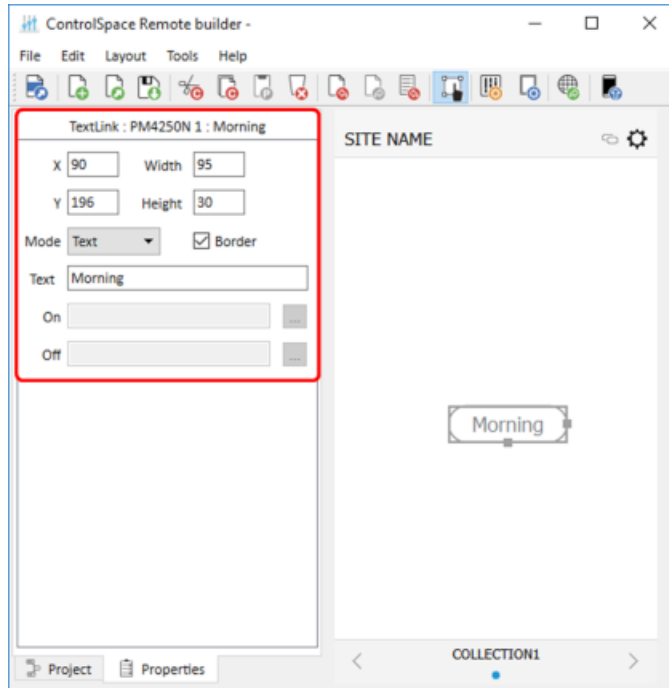 ControlSpace Remote builder -
File Edit Layout Tools Help
TextLink : PM4250N 1 : Morning
X 90 Width 95
Y 196 Height 30
Mode Text Border
Text Morning
On ...
Off ...
Project Properties
SITE NAME
Morning
COLLECTION1